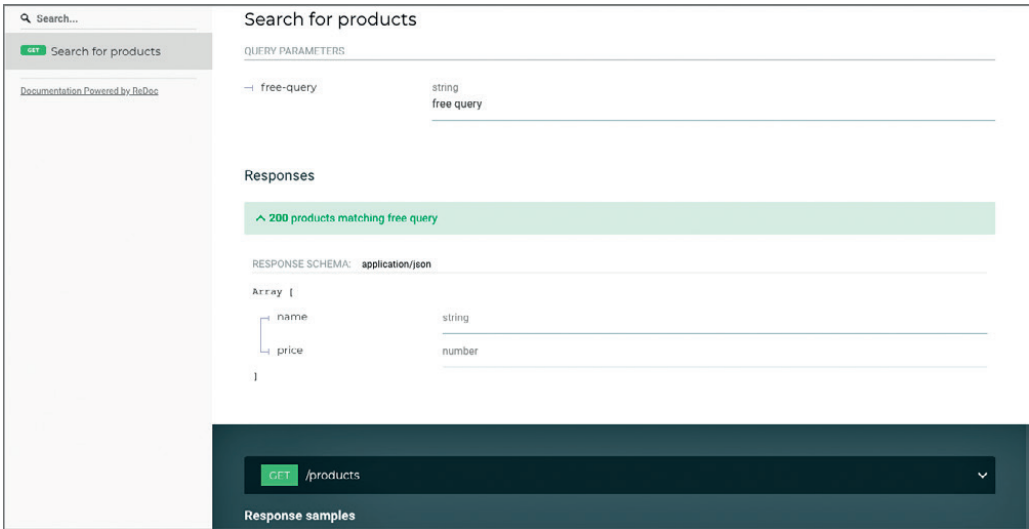 Search...
GET Search for products
Documentation Powered by ReDoc
Search for products
QUERY PARAMETERS
free-query string
free query
Responses
200 products matching free query
RESPONSE SCHEMA: application/json
Array [
name string
price number
]
GET /products
Response samples